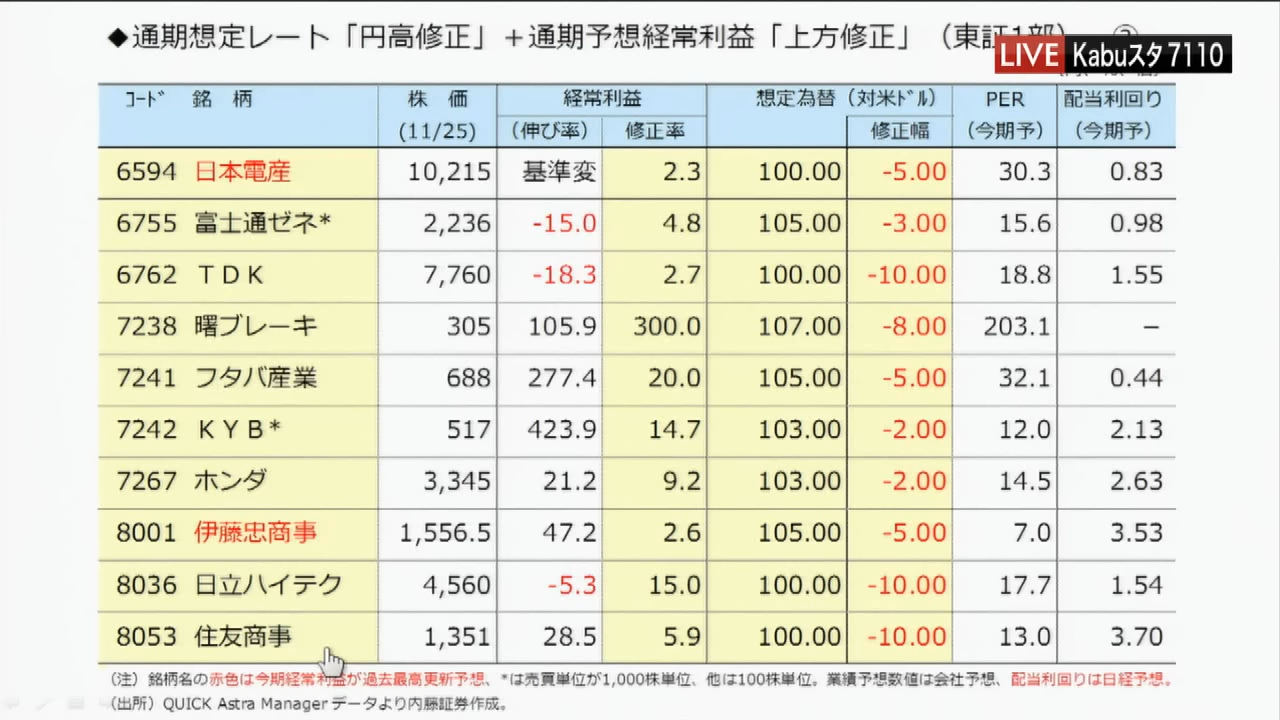 ◆通期想定レート「円高修正」＋通期予想経常利益「上方修正」（東証1部）
LIVE Kabuスタ 7110
ｺｰﾄﾞ 銘 柄 株 価 経常利益 想定為替（対米ﾄﾞﾙ） PER 配当利回り
(11/25) (伸び率) 修正率 修正幅 (今期予) (今期予)
6594 日本電産 10,215 基準変 2.3 100.00 -5.00 30.3 0.83
6755 富士通ゼネ* 2,236 -15.0 4.8 105.00 -3.00 15.6 0.98
6762 ＴＤＫ 7,760 -18.3 2.7 100.00 -10.00 18.8 1.55
7238 曙ブレーキ 305 105.9 300.0 107.00 -8.00 203.1 －
7241 フタバ産業 688 277.4 20.0 105.00 -5.00 32.1 0.44
7242 ＫＹＢ* 517 423.9 14.7 103.00 -2.00 12.0 2.13
7267 ホンダ 3,345 21.2 9.2 103.00 -2.00 14.5 2.63
8001 伊藤忠商事 1,556.5 47.2 2.6 105.00 -5.00 7.0 3.53
8036 日立ハイテク 4,560 -5.3 15.0 100.00 -10.00 17.7 1.54
8053 住友商事 1,351 28.5 5.9 100.00 -10.00 13.0 3.70
（注）銘柄名の赤色は今期経常利益が過去最高更新予想、*は売買単位が1,000株単位、他は100株単位。業績予想数値は会社予想、配当利回りは日経予想。
（出所）QUICK Astra Manager データより内藤証券作成。